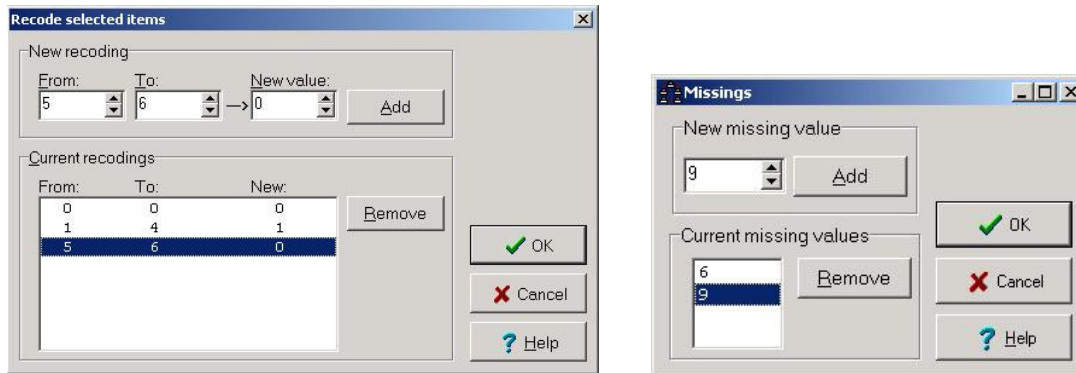 Recode selected items
New recoding
From: To: New value:
5 6 —> 0 Add
Current recodings
From: To: New:
0 0 0
1 4 1
5 6 0
Remove
OK
Cancel
? Help
Missings
New missing value
9 Add
Current missing values
6
9
Remove
OK
Cancel
? Help